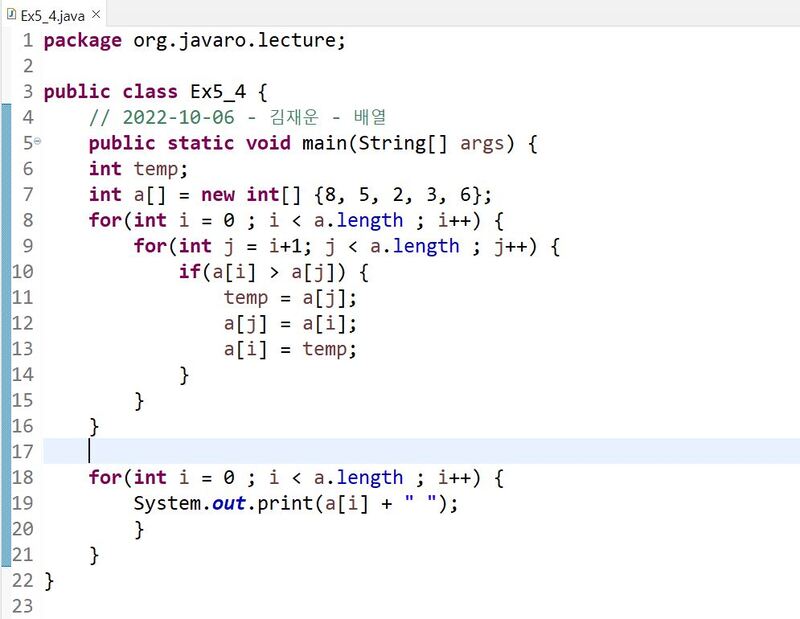 Ex5_4.java
1 package org.javaro.lecture;
2
3 public class Ex5_4 {
4     // 2022-10-06 - 김재운 - 배열
5     public static void main(String[] args) {
6     int temp;
7     int a[] = new int[] {8, 5, 2, 3, 6};
8     for(int i = 0 ; i < a.length ; i++) {
9         for(int j = i+1; j < a.length ; j++) {
10             if(a[i] > a[j]) {
11                 temp = a[j];
12                 a[j] = a[i];
13                 a[i] = temp;
14             }
15         }
16     }
17
18     for(int i = 0 ; i < a.length ; i++) {
19         System.out.print(a[i] + " ");
20         }
21     }
22 }
23